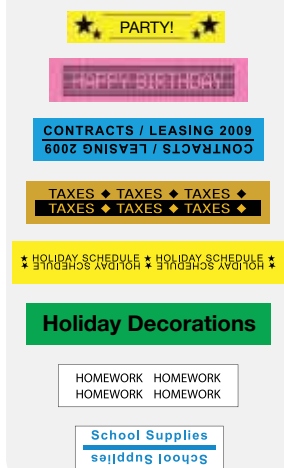 PARTY!
HAPPY BIRTHDAY
CONTRACTS / LEASING 2009
CONTRACTS / LEASING 2009
TAXES ◆ TAXES ◆ TAXES ◆
TAXES ◆ TAXES ◆ TAXES ◆
★ HOLIDAY SCHEDULE ★ HOLIDAY SCHEDULE ★
★ HOLIDAY SCHEDULE ★ HOLIDAY SCHEDULE ★
Holiday Decorations
HOMEWORK HOMEWORK
HOMEWORK HOMEWORK
School Supplies
School Supplies